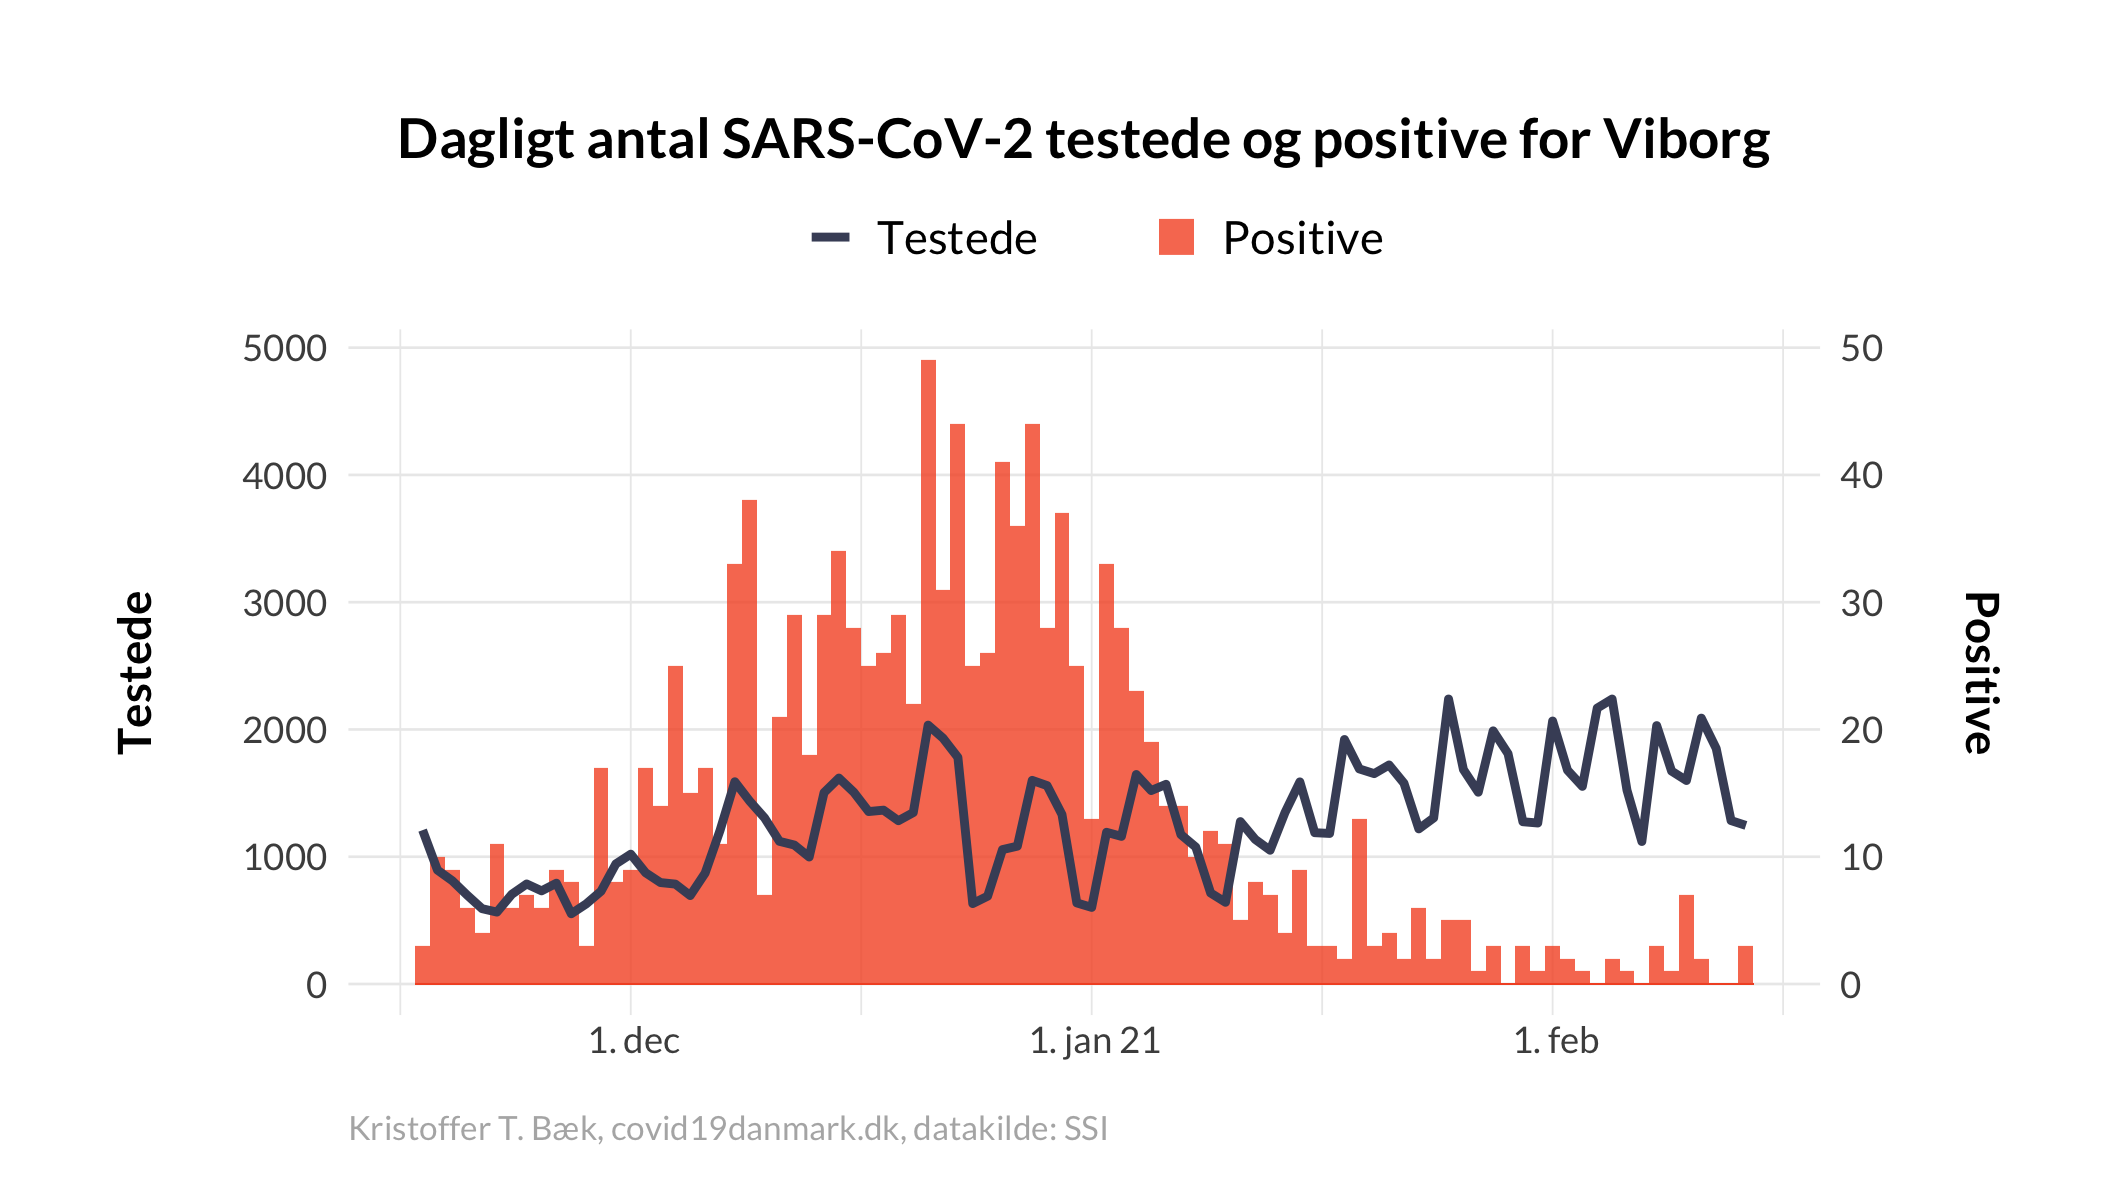 Dagligt antal SARS-CoV-2 testede og positive for Viborg
Testede Positive
5000 50
4000 40
3000 30
2000 20
1000 10
0 0
Testede
Positive
1. dec 1. jan 21 1. feb
Kristoffer T. Bæk, covid19danmark.dk, datakilde: SSI